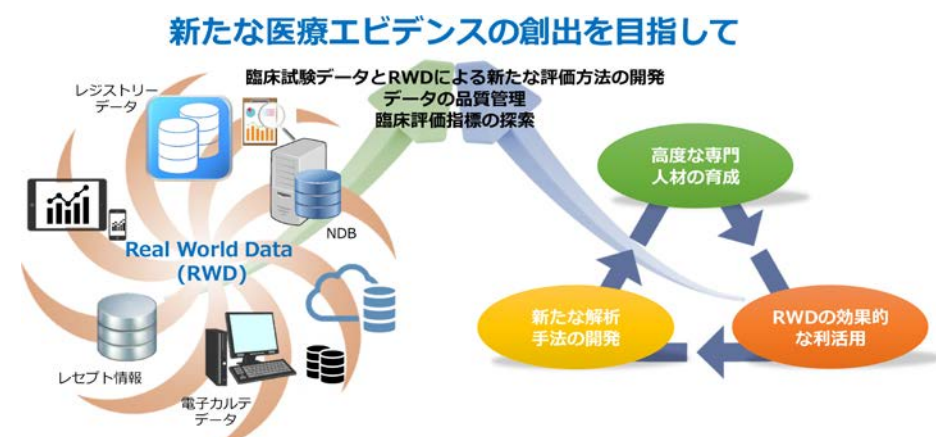 新たな医療エビデンスの創出を目指して
臨床試験データとRWDによる新たな評価方法の開発
データの品質管理
臨床評価指標の探索
レジストリー
データ
NDB
Real World Data
(RWD)
レセプト情報
電子カルテ
データ
高度な専門
人材の育成
新たな解析
手法の開発
RWDの効果的
な利活用